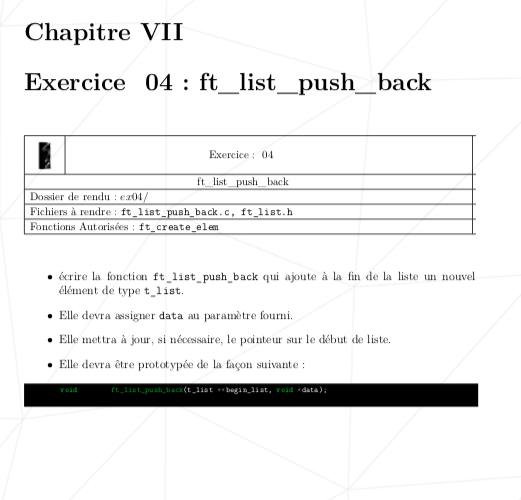 Chapitre VII
Exercice 04 : ft_list_push_back
Exercice : 04
ft_list_push_back
Dossier de rendu : ex04/
Fichiers à rendre : ft_list_push_back.c, ft_list.h
Fonctions Autorisées : ft_create_elem
• écrire la fonction ft_list_push_back qui ajoute à la fin de la liste un nouvel
élément de type t_list.
• Elle devra assigner data au paramètre fourni.
• Elle mettra à jour, si nécessaire, le pointeur sur le début de liste.
• Elle devra être prototypée de la façon suivante :
void ft_list_push_back(t_list **begin_list, void *data);